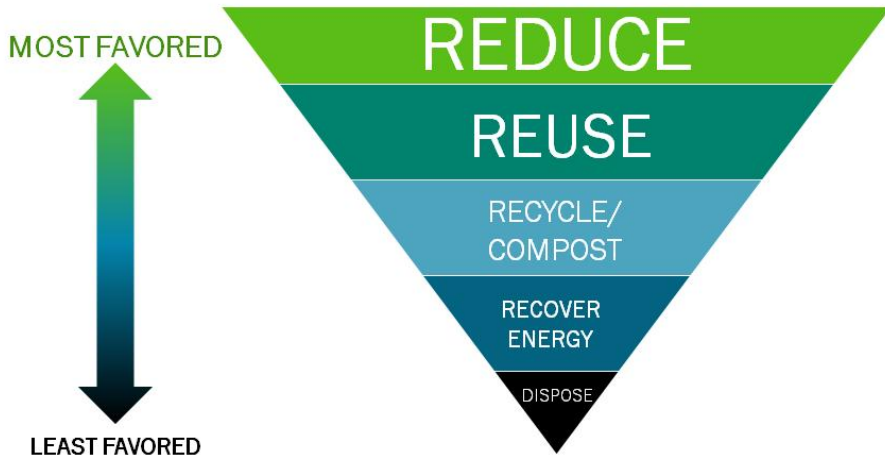 MOST FAVORED
REDUCE
REUSE
RECYCLE/
COMPOST
RECOVER
ENERGY
DISPOSE
LEAST FAVORED